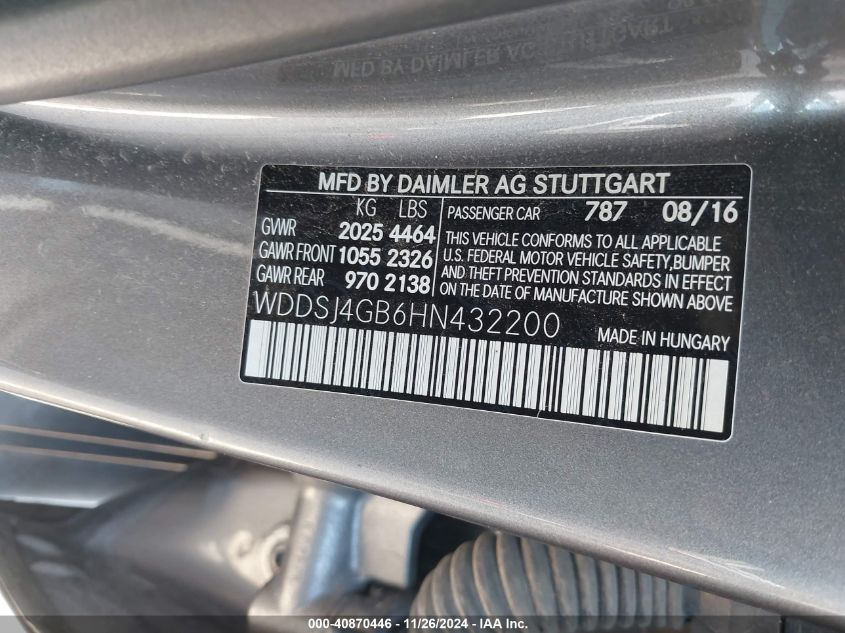 MFD BY DAIMLER AG STUTTGART
KG LBS
GVWR 2025 4464
GAWR FRONT 1055 2326
GAWR REAR 970 2138
PASSENGER CAR 787 08/16
THIS VEHICLE CONFORMS TO ALL APPLICABLE
U.S. FEDERAL MOTOR VEHICLE SAFETY,BUMPER
AND THEFT PREVENTION STANDARDS IN EFFECT
ON THE DATE OF MANUFACTURE SHOWN ABOVE
WDDSJ4GB6HN432200
MADE IN HUNGARY
000-40870446 - 11/26/2024 - IAAI.COM.